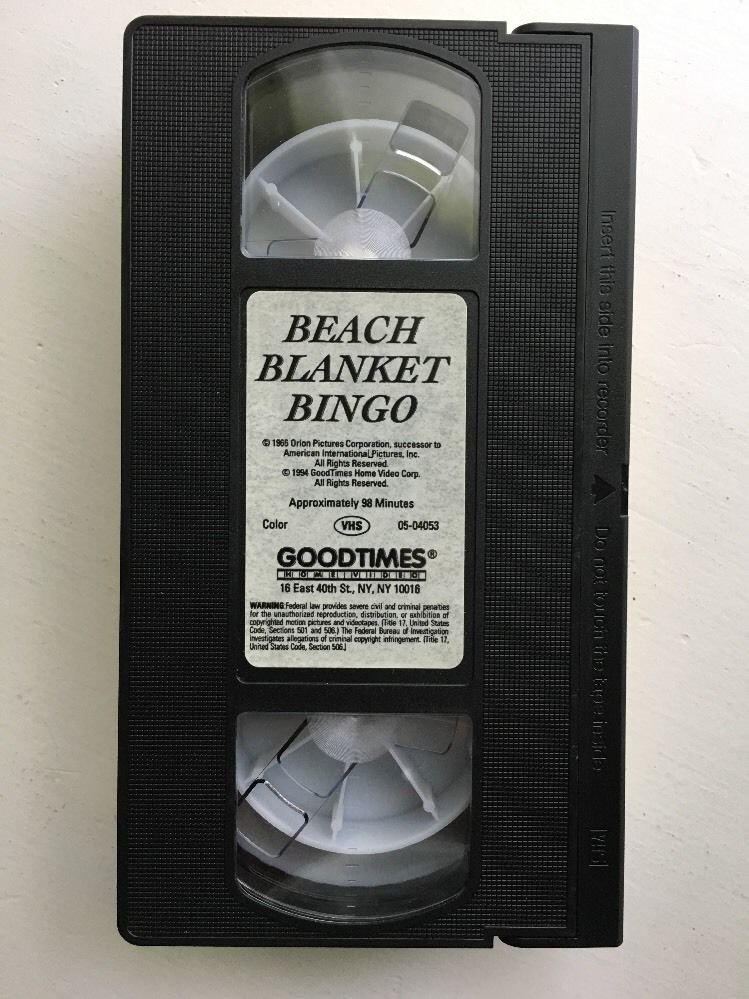 BEACH
BLANKET
BINGO
© 1965 Orion Pictures Corporation, successor to
American International Pictures, Inc.
All Rights Reserved.
© 1994 GoodTimes Home Video Corp.
All Rights Reserved.
Approximately 98 Minutes
Color VHS 05-04053
GOODTIMES®
HOME VIDEO
16 East 40th St., NY, NY 10016
WARNING: Federal law provides severe civil and criminal penalties
for the unauthorized reproduction, distribution, or exhibition of
copyrighted motion pictures and videotapes. (Title 17, United States
Code, Sections 501 and 506.) The Federal Bureau of Investigation
investigates allegations of criminal copyright infringement. (Title 17,
United States Code, Section 506.)
Insert this side into recorder ▲ Do not touch the tape inside
VHS